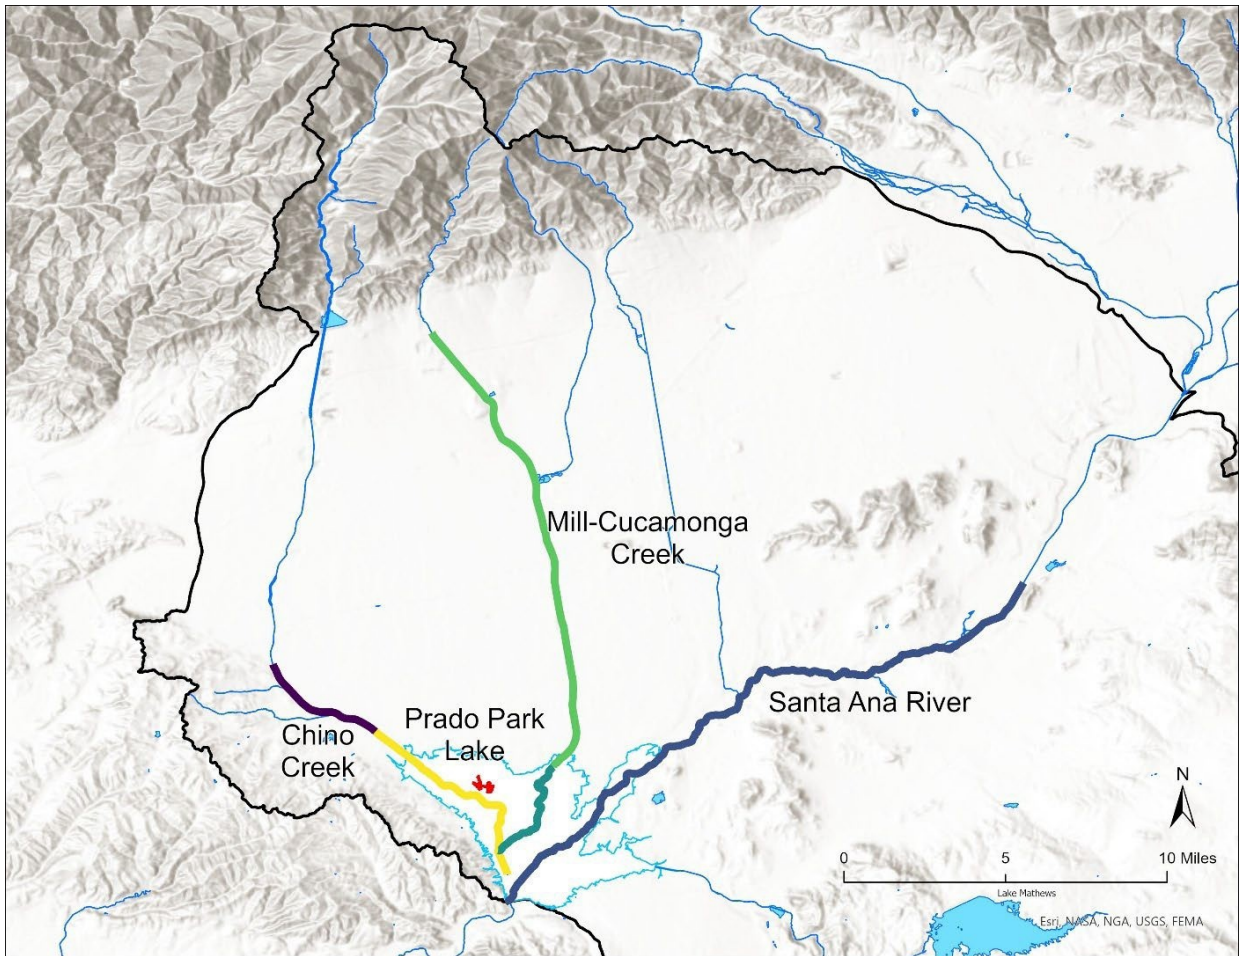 Mill-Cucamonga
Creek
Santa Ana River
Prado Park
Lake
Chino
Creek
N
0 5 10 Miles
Lake Mathews
Esri, NASA, NGA, USGS, FEMA